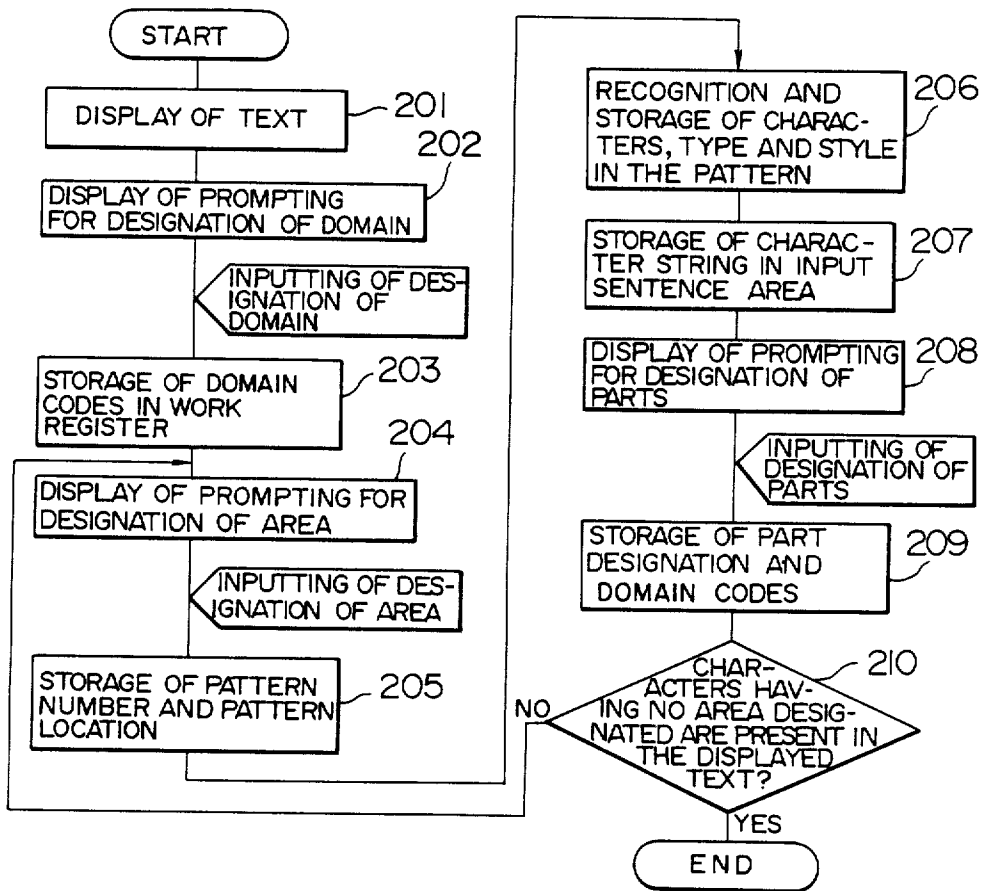 START
DISPLAY OF TEXT
201
202
DISPLAY OF PROMPTING
FOR DESIGNATION OF DOMAIN
INPUTTING OF DES-
IGNATION OF
DOMAIN
STORAGE OF DOMAIN
CODES IN WORK
REGISTER
203
204
DISPLAY OF PROMPTING FOR
DESIGNATION OF AREA
INPUTTING OF DES-
IGNATION OF AREA
STORAGE OF PATTERN
NUMBER AND PATTERN
LOCATION
205
RECOGNITION AND
STORAGE OF CHARAC-
TERS, TYPE AND STYLE
IN THE PATTERN
206
STORAGE OF CHARAC-
TER STRING IN INPUT
SENTENCE AREA
207
DISPLAY OF PROMPTING
FOR DESIGNATION OF
PARTS
208
INPUTTING OF
DESIGNATION OF
PARTS
STORAGE OF PART
DESIGNATION AND
DOMAIN CODES
209
210
CHAR-
ACTERS HAV-
ING NO AREA DESIG-
NATED ARE PRESENT IN
THE DISPLAYED
TEXT?
NO
YES
END